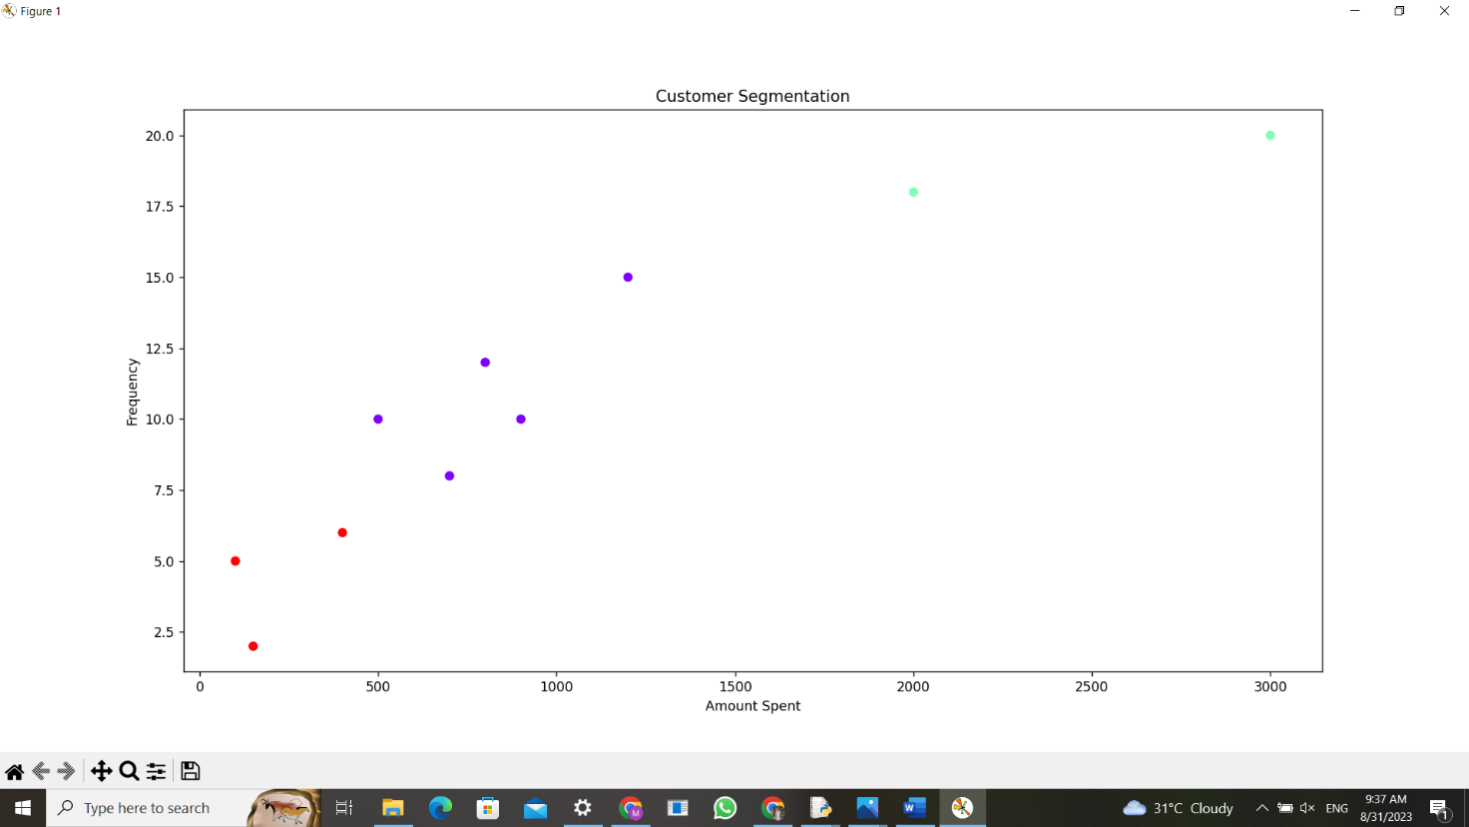 Figure 1
Customer Segmentation
20.0
17.5
15.0
12.5
10.0
7.5
5.0
2.5
Frequency
0 500 1000 1500 2000 2500 3000
Amount Spent
Type here to search
31°C Cloudy
ENG
9:37 AM
8/31/2023
1